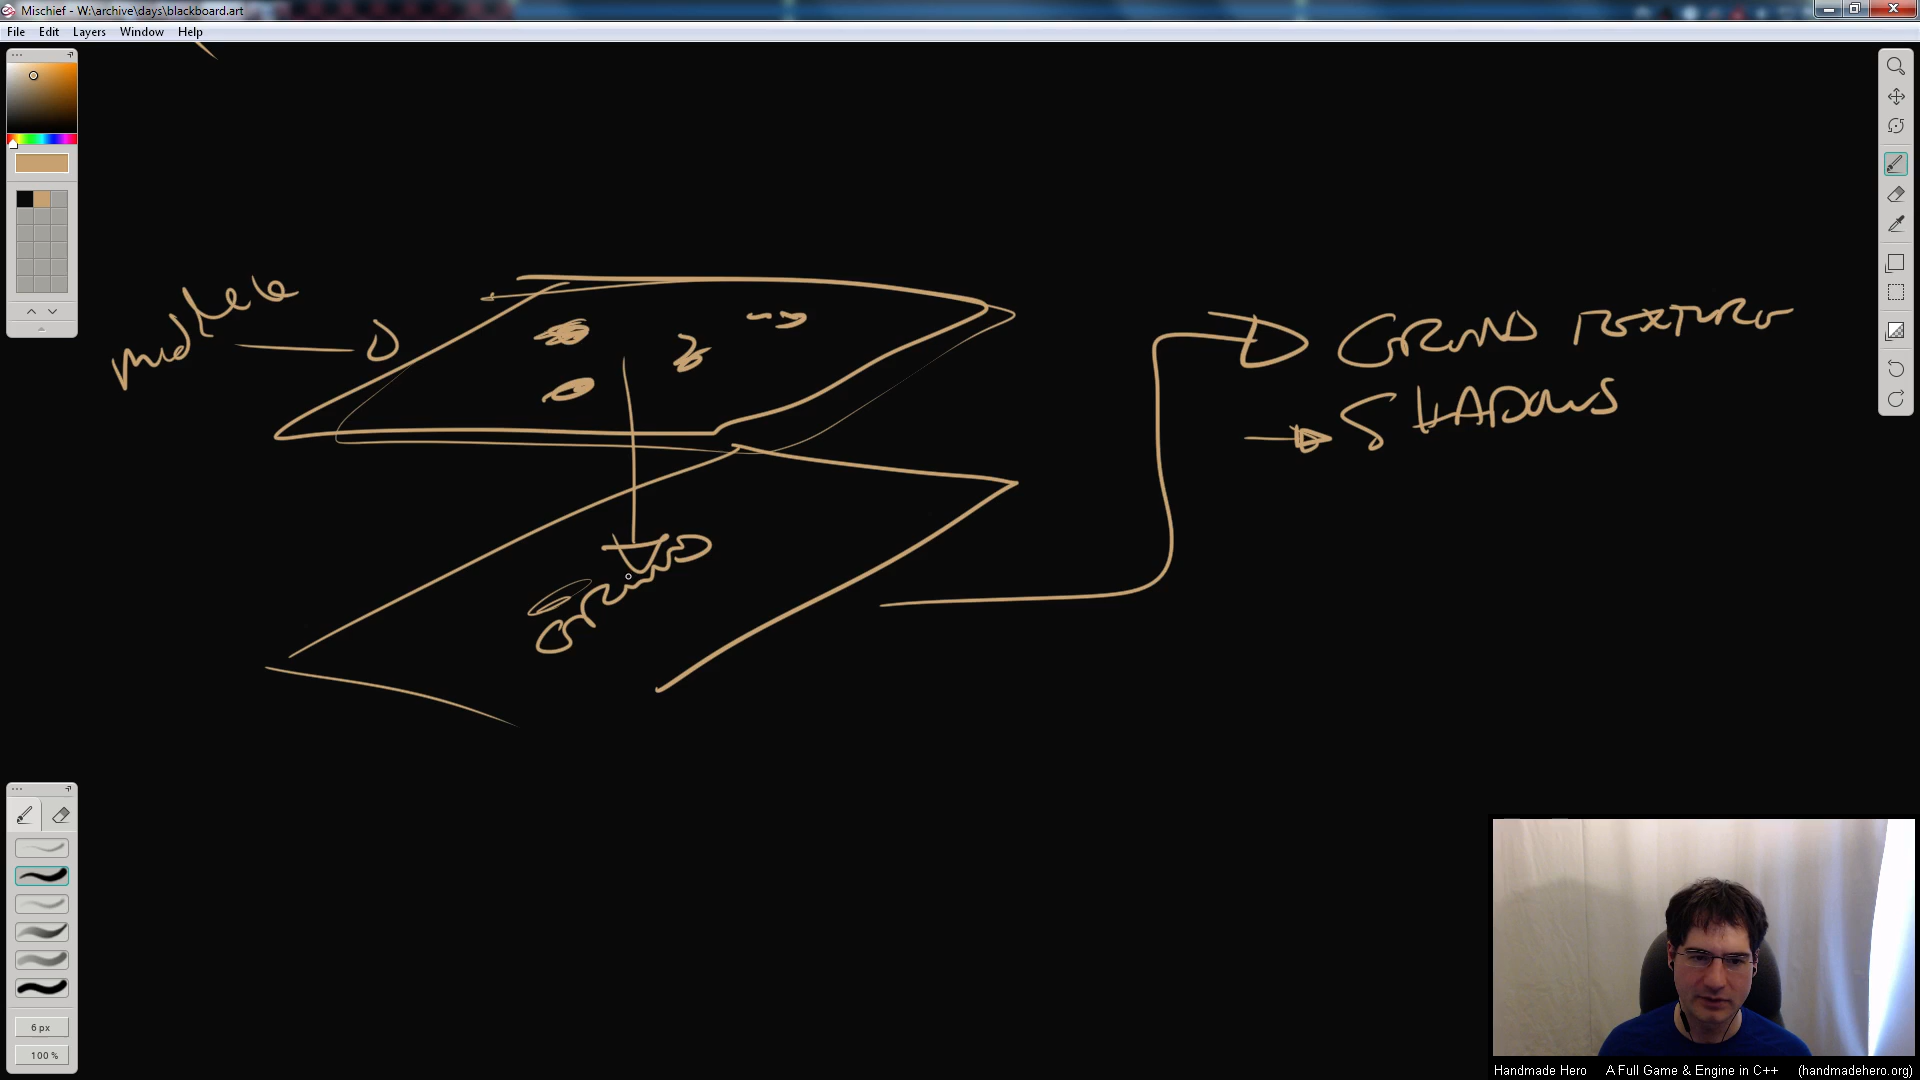 Mischief - W:\archive\days\blackboard.art
File Edit Layers Window Help
GROUND TEXTURE
SHADOWS
GROUND
6 px
100 %
Handmade Hero A Full Game & Engine in C++ (handmadehero.org)